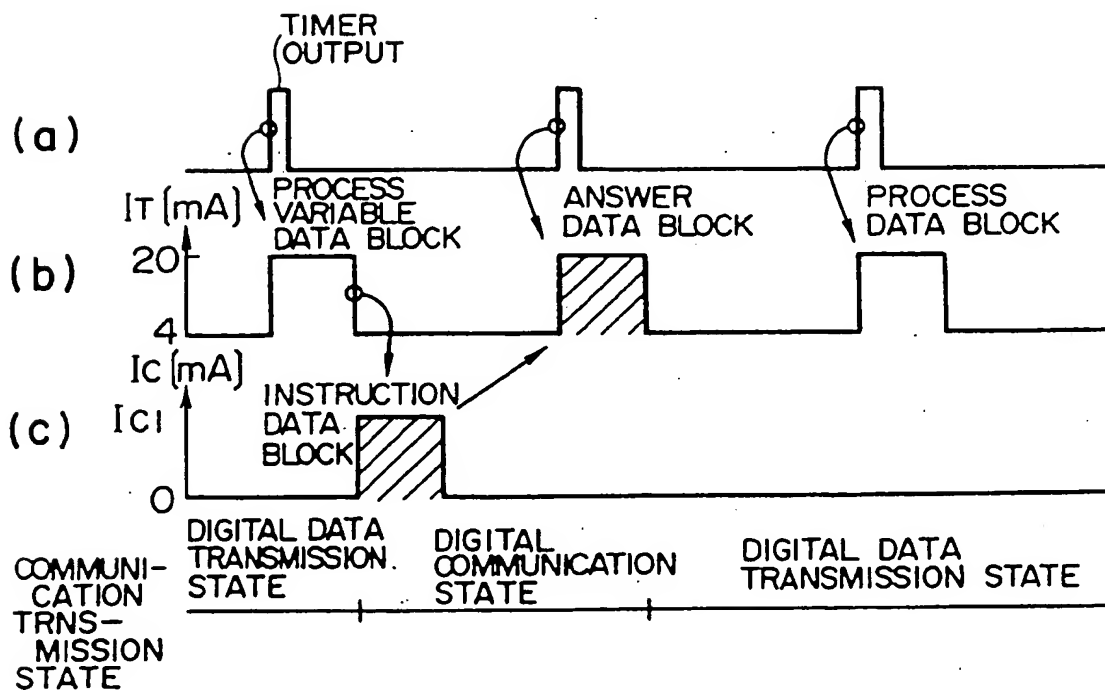 TIMER
OUTPUT
(a)
IT [mA]
PROCESS
VARIABLE
DATA BLOCK
ANSWER
DATA BLOCK
PROCESS
DATA BLOCK
(b)
20
4
IC [mA]
INSTRUCTION
DATA
BLOCK
(c)
IC1
0
DIGITAL DATA
TRANSMISSION
STATE
DIGITAL
COMMUNICATION
STATE
DIGITAL DATA
TRANSMISSION STATE
COMMUNI-
CATION
TRNS-
MISSION
STATE